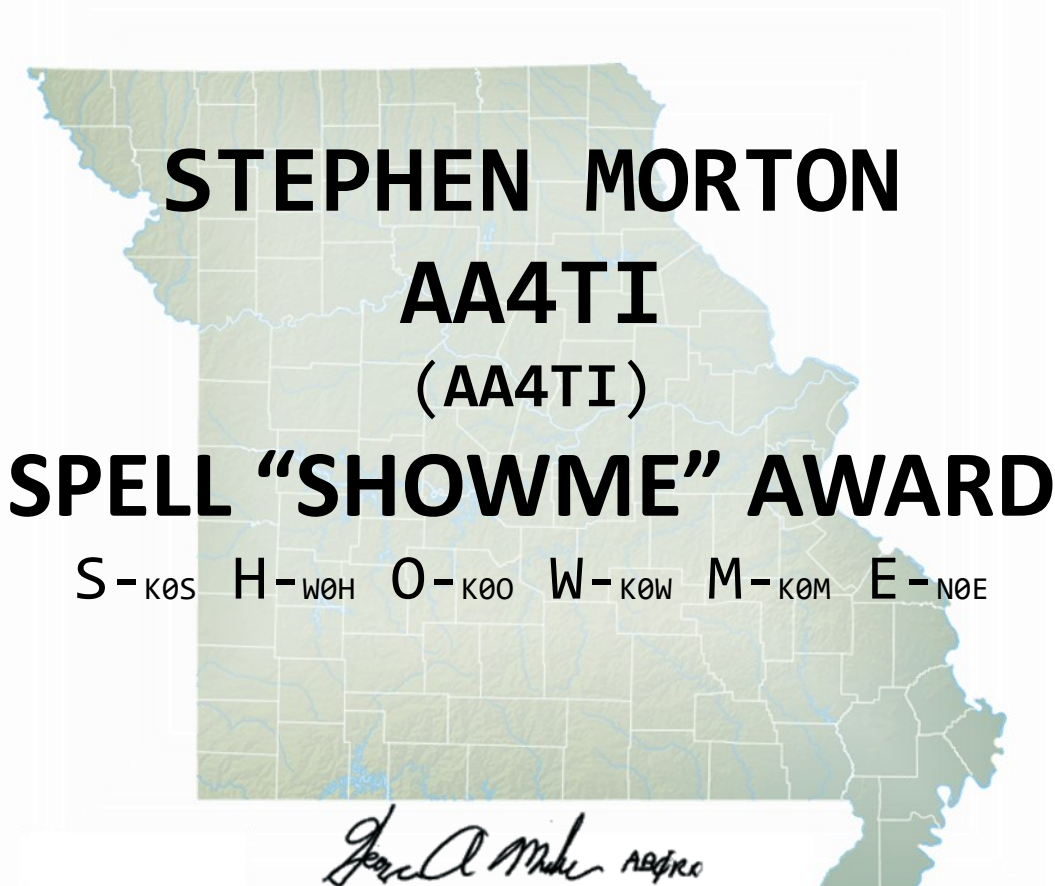 STEPHEN MORTON
AA4TI
(AA4TI)
SPELL “SHOWME” AWARD
S-K0S H-W0H O-K0O W-K0W M-K0M E-N0E